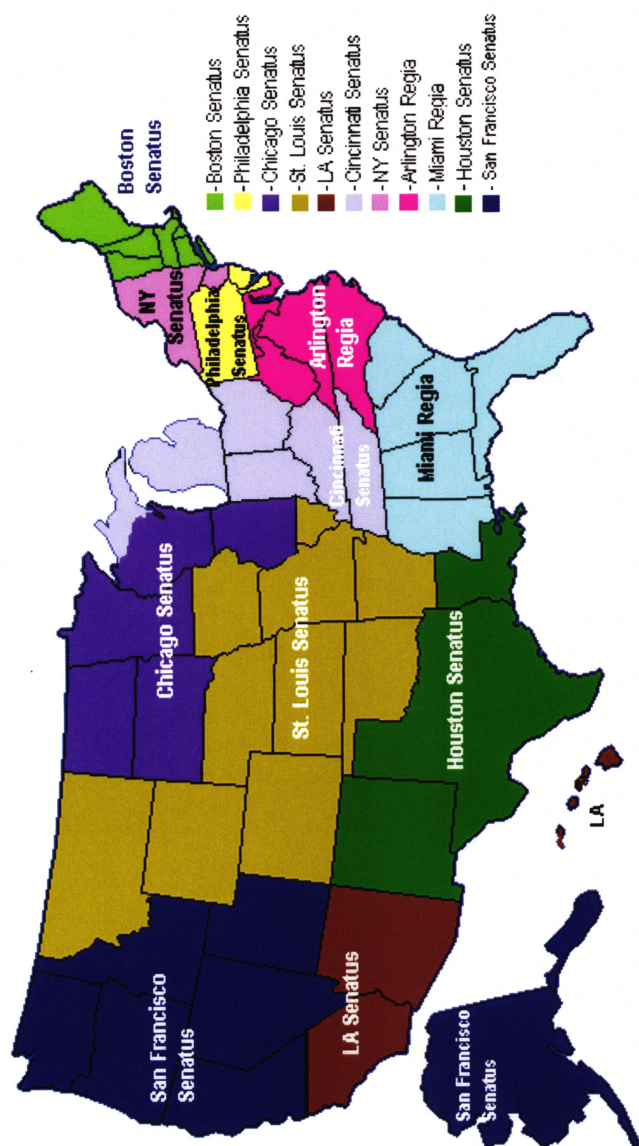 Boston
Senatus
NY
Senatus
Philadelphia
Senatus
Arlington
Regia
Cincinnati
Senatus
Miami Regia
Chicago Senatus
St. Louis Senatus
Houston Senatus
San Francisco
Senatus
LA Senatus
LA
San Francisco
Senatus
- Boston Senatus
- Philadelphia Senatus
- Chicago Senatus
- St. Louis Senatus
- LA Senatus
- Cincinnati Senatus
- NY Senatus
- Arlington Regia
- Miami Regia
- Houston Senatus
- San Francisco Senatus